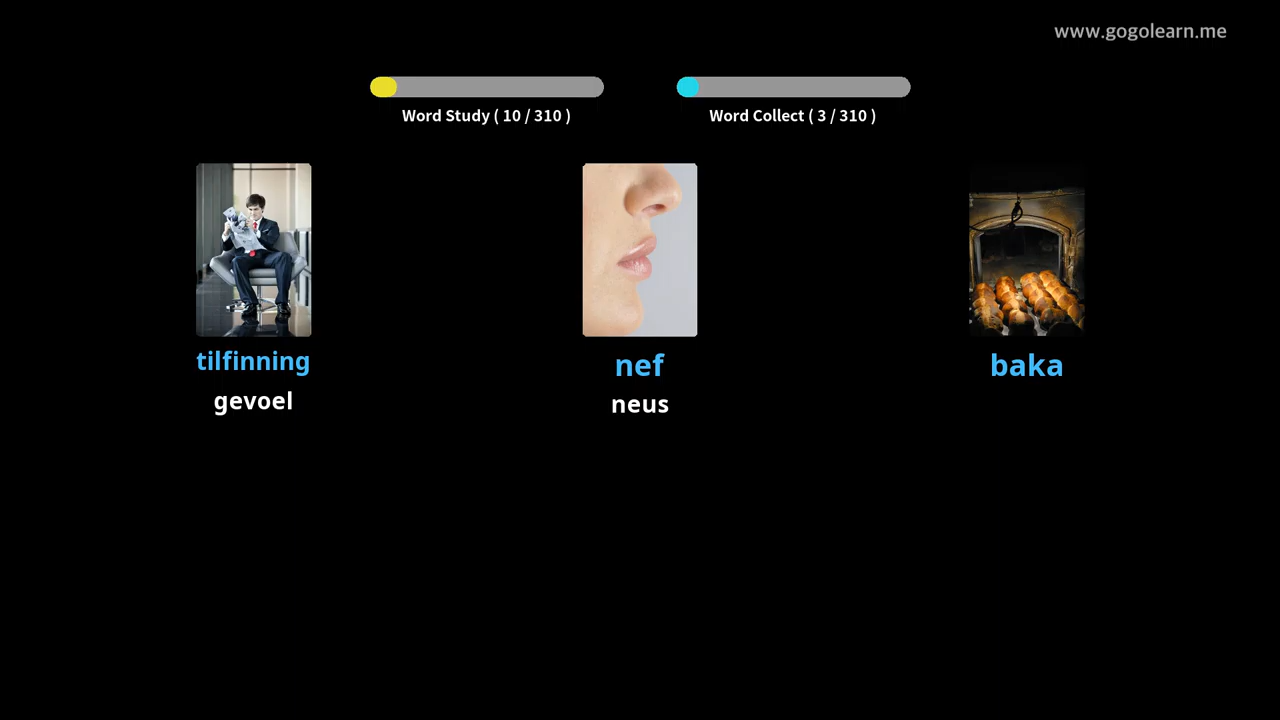 www.gogolearn.me
Word Study ( 10 / 310 )
Word Collect ( 3 / 310 )
tilfinning
nef
baka
gevoel
neus